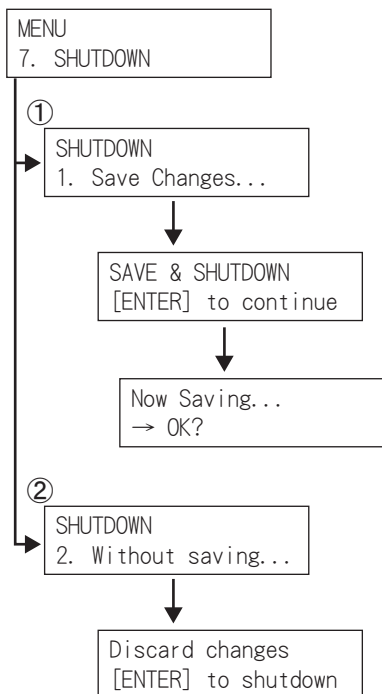 MENU
7. SHUTDOWN
①
SHUTDOWN
1. Save Changes...
SAVE & SHUTDOWN
[ENTER] to continue
Now Saving...
→ OK?
②
SHUTDOWN
2. Without saving...
Discard changes
[ENTER] to shutdown